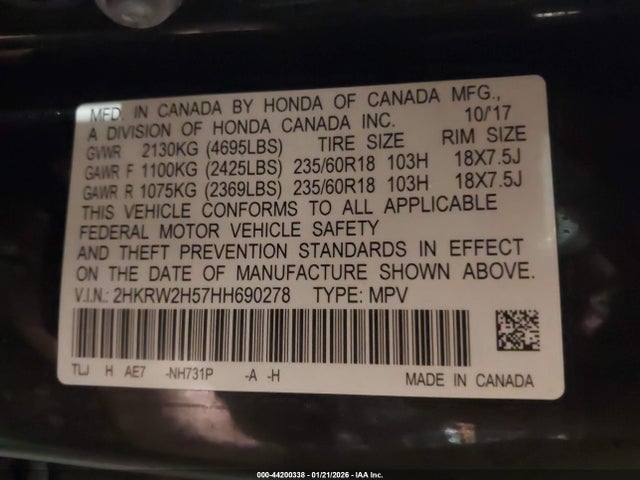 MFD. IN CANADA BY HONDA OF CANADA MFG.,
A DIVISION OF HONDA CANADA INC. 10/'17
GVWR 2130KG (4695LBS) TIRE SIZE RIM SIZE
GAWR F 1100KG (2425LBS) 235/60R18 103H 18X7.5J
GAWR R 1075KG (2369LBS) 235/60R18 103H 18X7.5J
THIS VEHICLE CONFORMS TO ALL APPLICABLE
FEDERAL MOTOR VEHICLE SAFETY
AND THEFT PREVENTION STANDARDS IN EFFECT
ON THE DATE OF MANUFACTURE SHOWN ABOVE.
V.I.N.: 2HKRW2H57HH690278 TYPE: MPV
TLJ H AE7 -NH731P -A -H
MADE IN CANADA
000-44200338 - 01/21/2026 - IAA Inc.